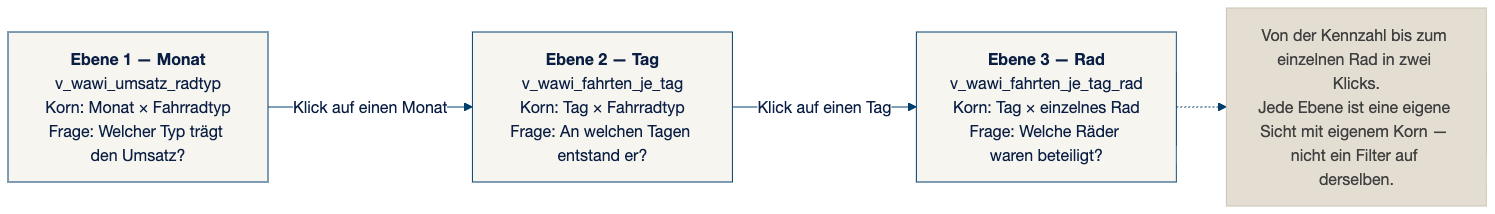 Ebene 1 — Monat
v_wawi_umsatz_radtyp
Korn: Monat × Fahrradtyp
Frage: Welcher Typ trägt
den Umsatz?
Klick auf einen Monat
Ebene 2 — Tag
v_wawi_fahrten_je_tag
Korn: Tag × Fahrradtyp
Frage: An welchen Tagen
entstand er?
Klick auf einen Tag
Ebene 3 — Rad
v_wawi_fahrten_je_tag_rad
Korn: Tag × einzelnes Rad
Frage: Welche Räder
waren beteiligt?
Von der Kennzahl bis zum
einzelnen Rad in zwei
Klicks.
Jede Ebene ist eine eigene
Sicht mit eigenem Korn —
nicht ein Filter auf
derselben.